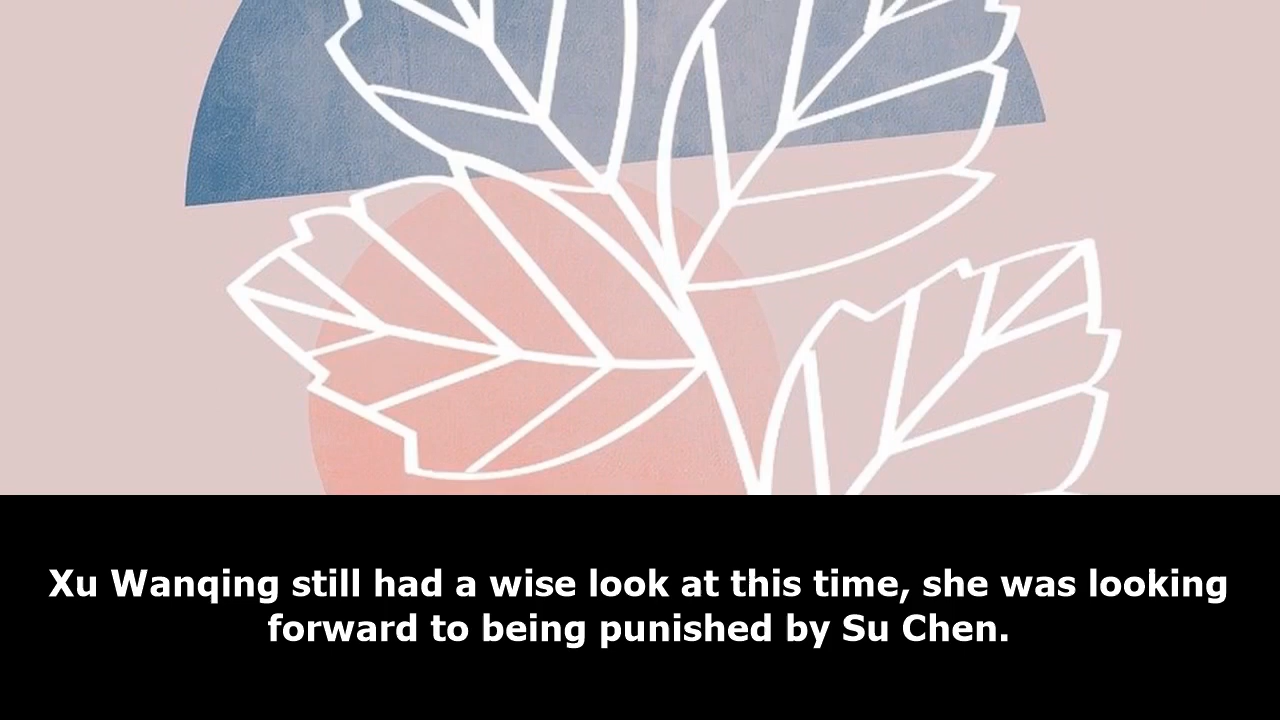 Xu Wanqing still had a wise look at this time, she was looking
forward to being punished by Su Chen.